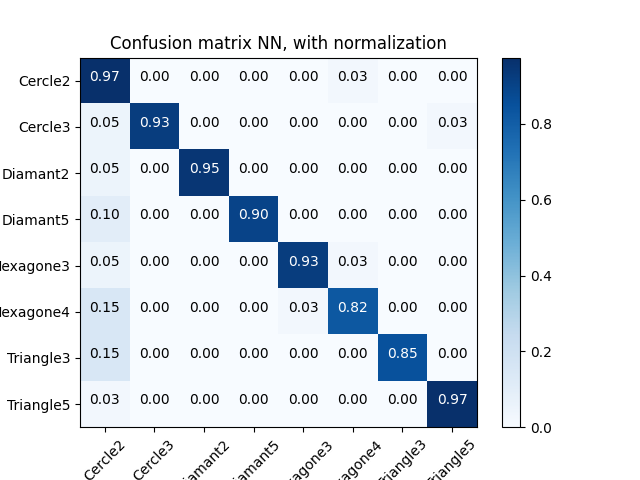 Confusion matrix NN, with normalization
Cercle2 0.97 0.00 0.00 0.00 0.00 0.03 0.00 0.00
Cercle3 0.05 0.93 0.00 0.00 0.00 0.00 0.00 0.03
Diamant2 0.05 0.00 0.95 0.00 0.00 0.00 0.00 0.00
Diamant5 0.10 0.00 0.00 0.90 0.00 0.00 0.00 0.00
exagone3 0.05 0.00 0.00 0.00 0.93 0.03 0.00 0.00
exagone4 0.15 0.00 0.00 0.00 0.03 0.82 0.00 0.00
Triangle3 0.15 0.00 0.00 0.00 0.00 0.00 0.85 0.00
Triangle5 0.03 0.00 0.00 0.00 0.00 0.00 0.00 0.97
Cercle2 Cercle3 iamant2 iamant5 xagone3 xagone4 Triangle3 Triangle5
0.8
0.6
0.4
0.2
0.0